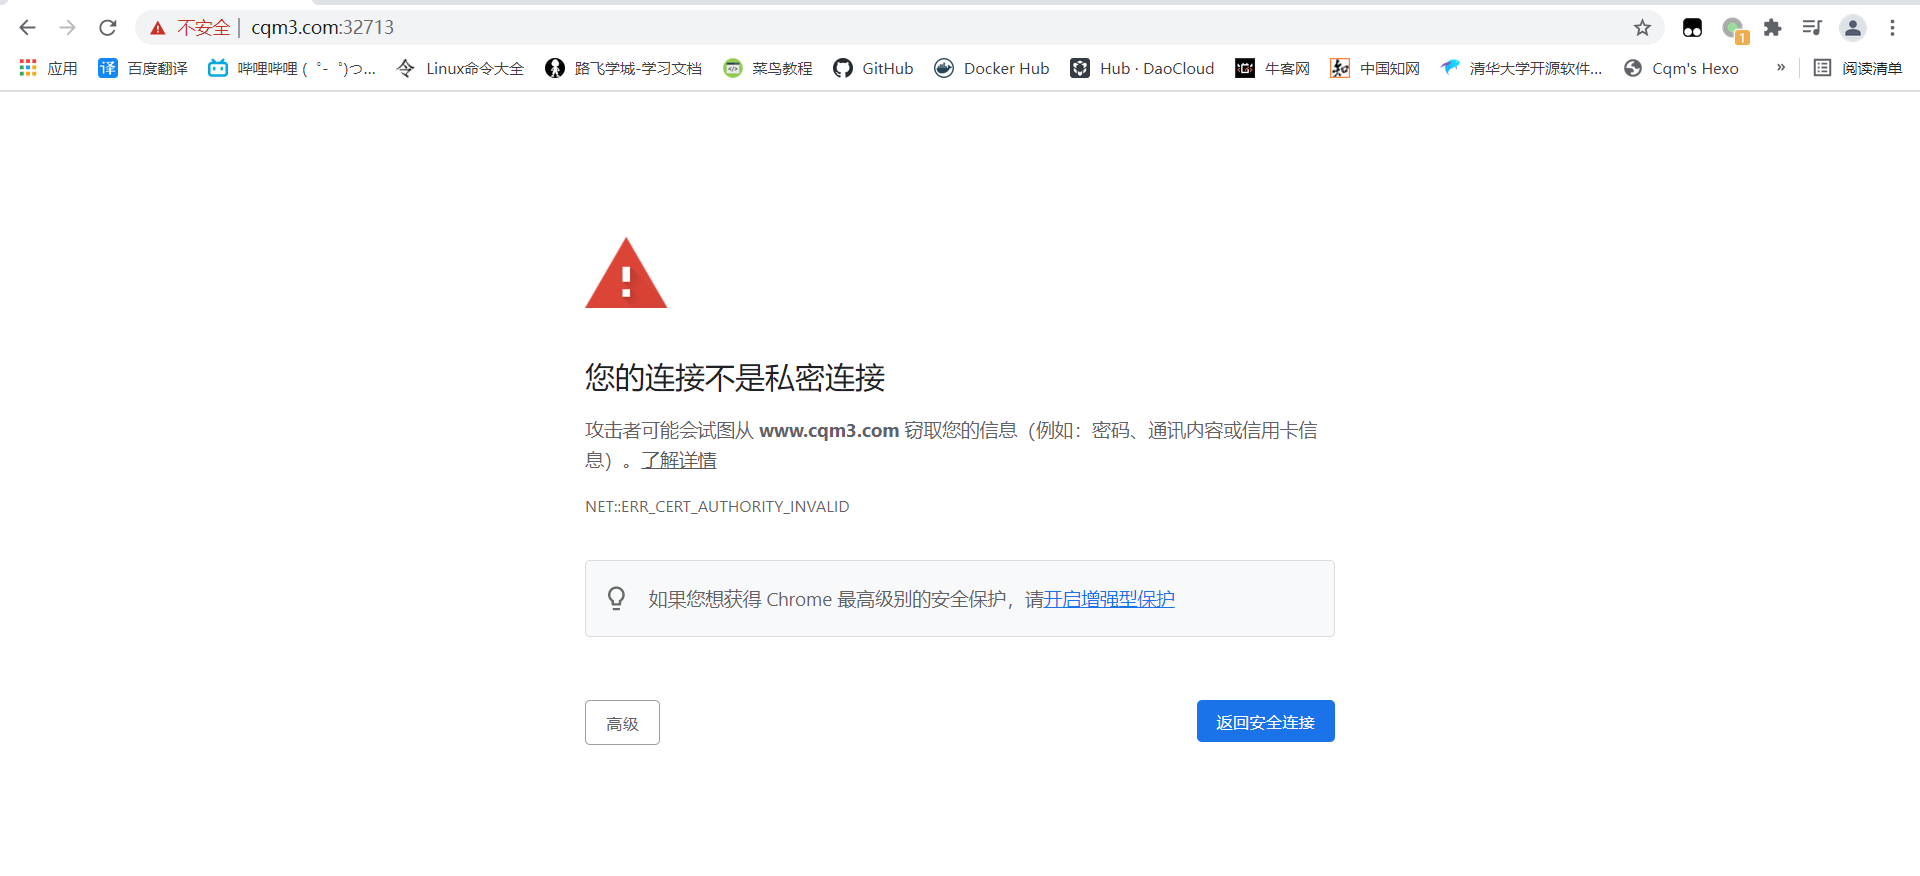 不安全 | cqm3.com:32713
1
应用 译 百度翻译 哔哩哔哩 ( ゜- ゜)つ... Linux命令大全 路飞学城-学习文档 菜鸟教程 GitHub Docker Hub Hub · DaoCloud 牛客网 知 中国知网 清华大学开源软件... Cqm's Hexo » 阅读清单
您的连接不是私密连接
攻击者可能会试图从 www.cqm3.com 窃取您的信息（例如：密码、通讯内容或信用卡信
息）。了解详情
NET::ERR_CERT_AUTHORITY_INVALID
如果您想获得 Chrome 最高级别的安全保护，请开启增强型保护
高级
返回安全连接